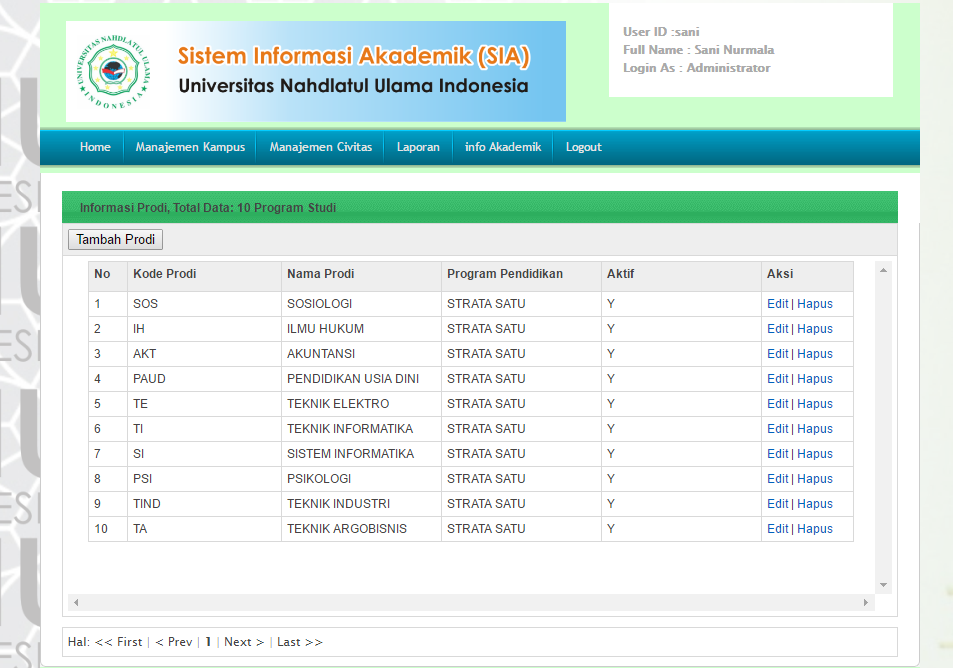 UNIVERSITAS NAHDLATUL ULAMA
INDONESIA
Sistem Informasi Akademik (SIA)
Universitas Nahdlatul Ulama Indonesia
User ID :sani
Full Name : Sani Nurmala
Login As : Administrator
Home Manajemen Kampus Manajemen Civitas Laporan info Akademik Logout
Informasi Prodi, Total Data: 10 Program Studi
Tambah Prodi
No Kode Prodi Nama Prodi Program Pendidikan Aktif Aksi
1 SOS SOSIOLOGI STRATA SATU Y Edit | Hapus
2 IH ILMU HUKUM STRATA SATU Y Edit | Hapus
3 AKT AKUNTANSI STRATA SATU Y Edit | Hapus
4 PAUD PENDIDIKAN USIA DINI STRATA SATU Y Edit | Hapus
5 TE TEKNIK ELEKTRO STRATA SATU Y Edit | Hapus
6 TI TEKNIK INFORMATIKA STRATA SATU Y Edit | Hapus
7 SI SISTEM INFORMATIKA STRATA SATU Y Edit | Hapus
8 PSI PSIKOLOGI STRATA SATU Y Edit | Hapus
9 TIND TEKNIK INDUSTRI STRATA SATU Y Edit | Hapus
10 TA TEKNIK ARGOBISNIS STRATA SATU Y Edit | Hapus
Hal: << First | < Prev | 1 | Next > | Last >>